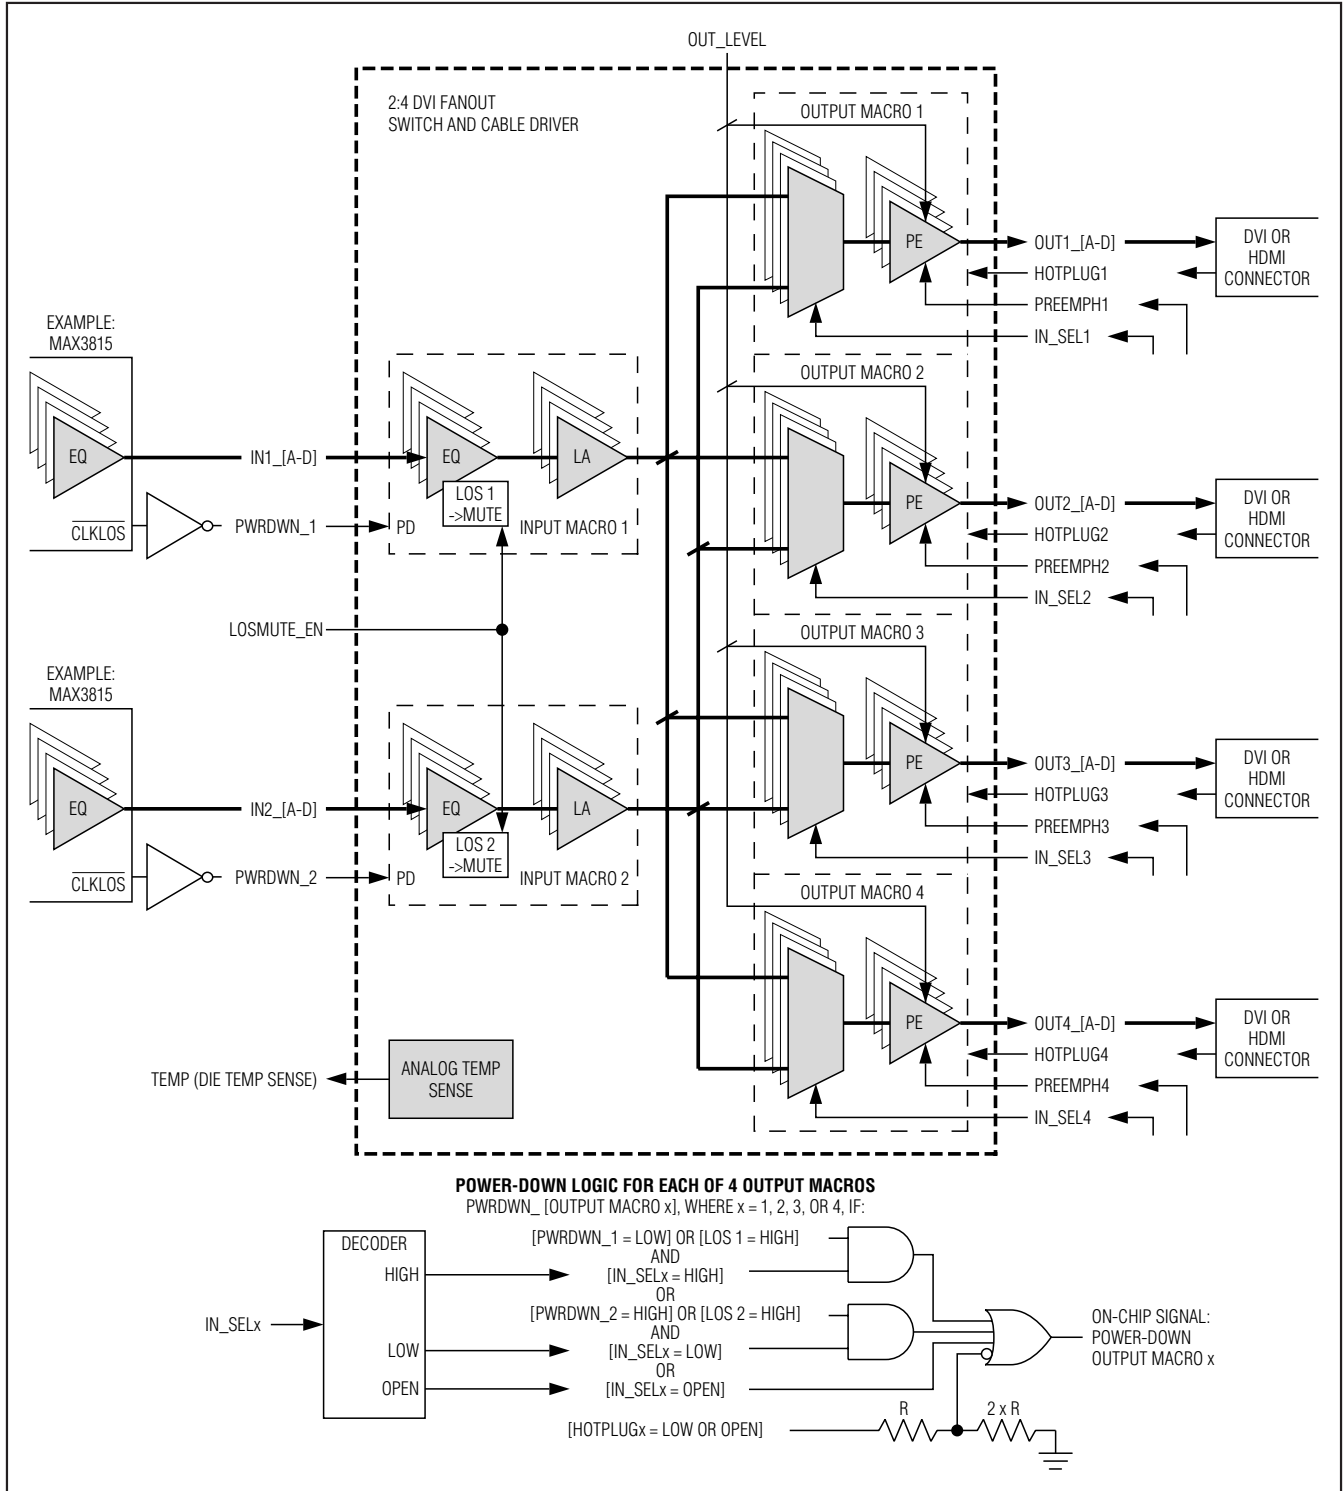 OUT_LEVEL
2:4 DVI FANOUT
SWITCH AND CABLE DRIVER
OUTPUT MACRO 1
PE
OUT1_[A-D]
HOTPLUG1
PREEMPH1
IN_SEL1
DVI OR
HDMI
CONNECTOR
EXAMPLE:
MAX3815
EQ
CLKLOS
IN1_[A-D]
PWRDWN_1
EQ
LOS 1
->MUTE
LA
PD
INPUT MACRO 1
OUTPUT MACRO 2
PE
OUT2_[A-D]
HOTPLUG2
PREEMPH2
IN_SEL2
DVI OR
HDMI
CONNECTOR
LOSMUTE_EN
OUTPUT MACRO 3
PE
OUT3_[A-D]
HOTPLUG3
PREEMPH3
IN_SEL3
DVI OR
HDMI
CONNECTOR
EXAMPLE:
MAX3815
EQ
CLKLOS
IN2_[A-D]
PWRDWN_2
EQ
LOS 2
->MUTE
LA
PD
INPUT MACRO 2
OUTPUT MACRO 4
PE
OUT4_[A-D]
HOTPLUG4
PREEMPH4
IN_SEL4
DVI OR
HDMI
CONNECTOR
TEMP (DIE TEMP SENSE)
ANALOG TEMP
SENSE
POWER-DOWN LOGIC FOR EACH OF 4 OUTPUT MACROS
PWRDWN_ [OUTPUT MACRO x], WHERE x = 1, 2, 3, OR 4, IF:
IN_SELx
DECODER
HIGH
LOW
OPEN
[PWRDWN_1 = LOW] OR [LOS 1 = HIGH]
AND
[IN_SELx = HIGH]
OR
[PWRDWN_2 = HIGH] OR [LOS 2 = HIGH]
AND
[IN_SELx = LOW]
OR
[IN_SELx = OPEN]
[HOTPLUGx = LOW OR OPEN]
R
2 x R
ON-CHIP SIGNAL:
POWER-DOWN
OUTPUT MACRO x